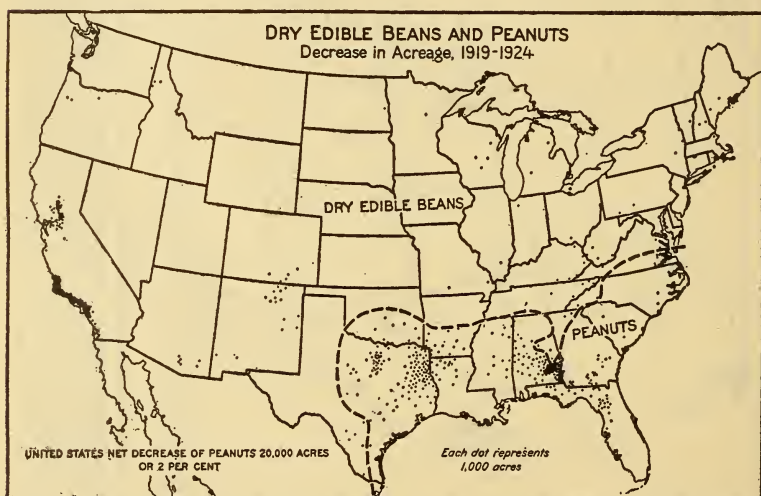 DRY EDIBLE BEANS AND PEANUTS
Decrease in Acreage, 1919-1924
DRY EDIBLE BEANS
PEANUTS
UNITED STATES NET DECREASE OF PEANUTS 20,000 ACRES
OR 2 PER CENT
Each dot represents
1,000 acres